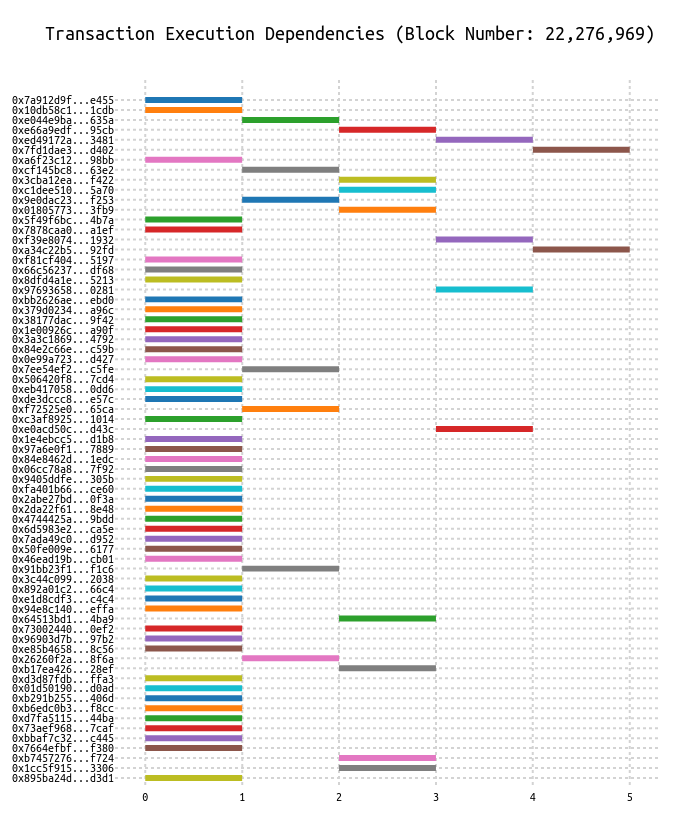 Transaction Execution Dependencies (Block Number: 22,276,969)
0x7a912d9f...e455
0x10db58c1...1cdb
0xe044e9ba...635a
0xe66a9edf...95cb
0xed49172a...3481
0x7fd1dae3...d402
0xa6f23c12...98bb
0xcf145bc8...63e2
0x3cba12ea...f422
0xc1dee510...5a70
0x9e0dac23...f253
0x01805773...3fb9
0x5f49f6bc...4b7a
0x7878caa0...a1ef
0xf39e8074...1932
0xa34c22b5...92fd
0xf81cf404...5197
0x66c56237...df68
0x8dfd4a1e...5213
0x97693658...0281
0xbb2626ae...ebd0
0x379d0234...a96c
0x38177dac...9f42
0x1e00926c...a90f
0x3a3c1869...4792
0x84e2c66e...c59b
0x0e99a723...d427
0x7ee54ef2...c5fe
0x506420f8...7cd4
0xeb417058...0dd6
0xde3dccc8...e57c
0xf72525e0...65ca
0xc3af8925...1014
0xe0acd50c...d43c
0x1e4ebcc5...d1b8
0x97a6e0f1...7889
0x84e8462d...1edc
0x06cc78a8...7f92
0x9405ddfe...305b
0xfa401b66...ce60
0x2abe27bd...0f3a
0x2da22f61...8e48
0x4744425a...9bdd
0x6d5983e2...ca5e
0x7ada49c0...d952
0x50fe009e...6177
0x46ead19b...cb01
0x91bb23f1...f1c6
0x3c44c099...2038
0x892a01c2...66c4
0xe1d8cdf3...c4c4
0x94e8c140...effa
0x64513bd1...4ba9
0x73002440...0ef2
0x96903d7b...97b2
0xe85b4658...8c56
0x26260f2a...8f6a
0xb17ea426...28ef
0xd3d87fdb...ffa3
0x01d50190...d0ad
0xb291b255...406d
0xb6edc0b3...f8cc
0xd7fa5115...44ba
0x73aef968...7caf
0xbbaf7c32...c445
0x7664efbf...f380
0xb7457276...f724
0x1cc5f915...3306
0x895ba24d...d3d1
0 1 2 3 4 5